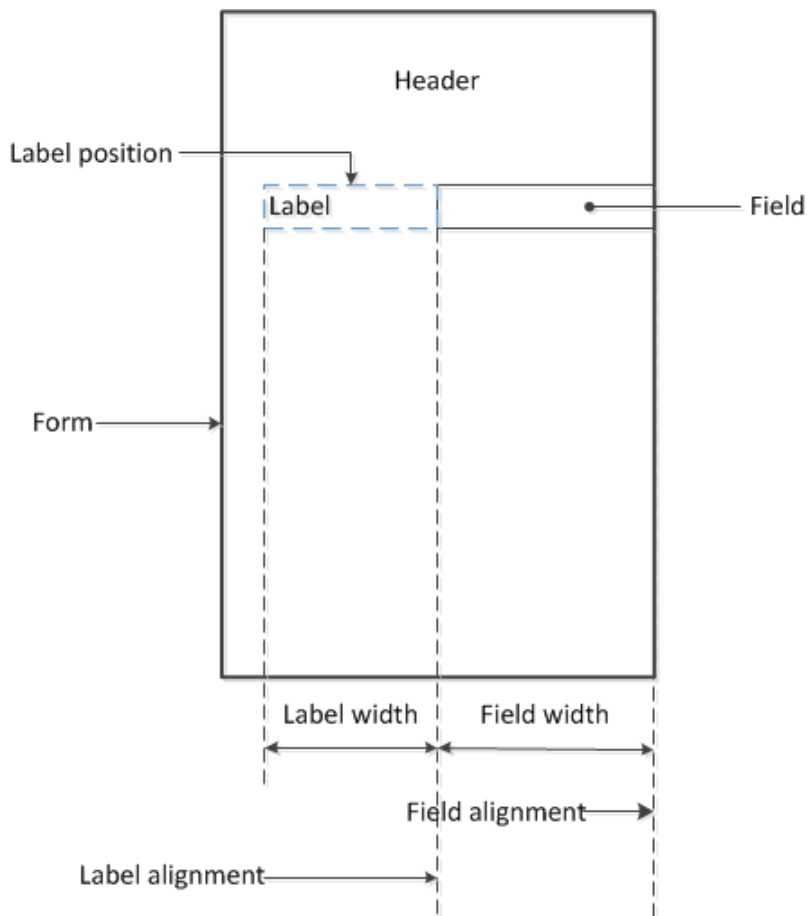 Header
Label position
Label
Field
Form
Label width
Field width
Field alignment
Label alignment